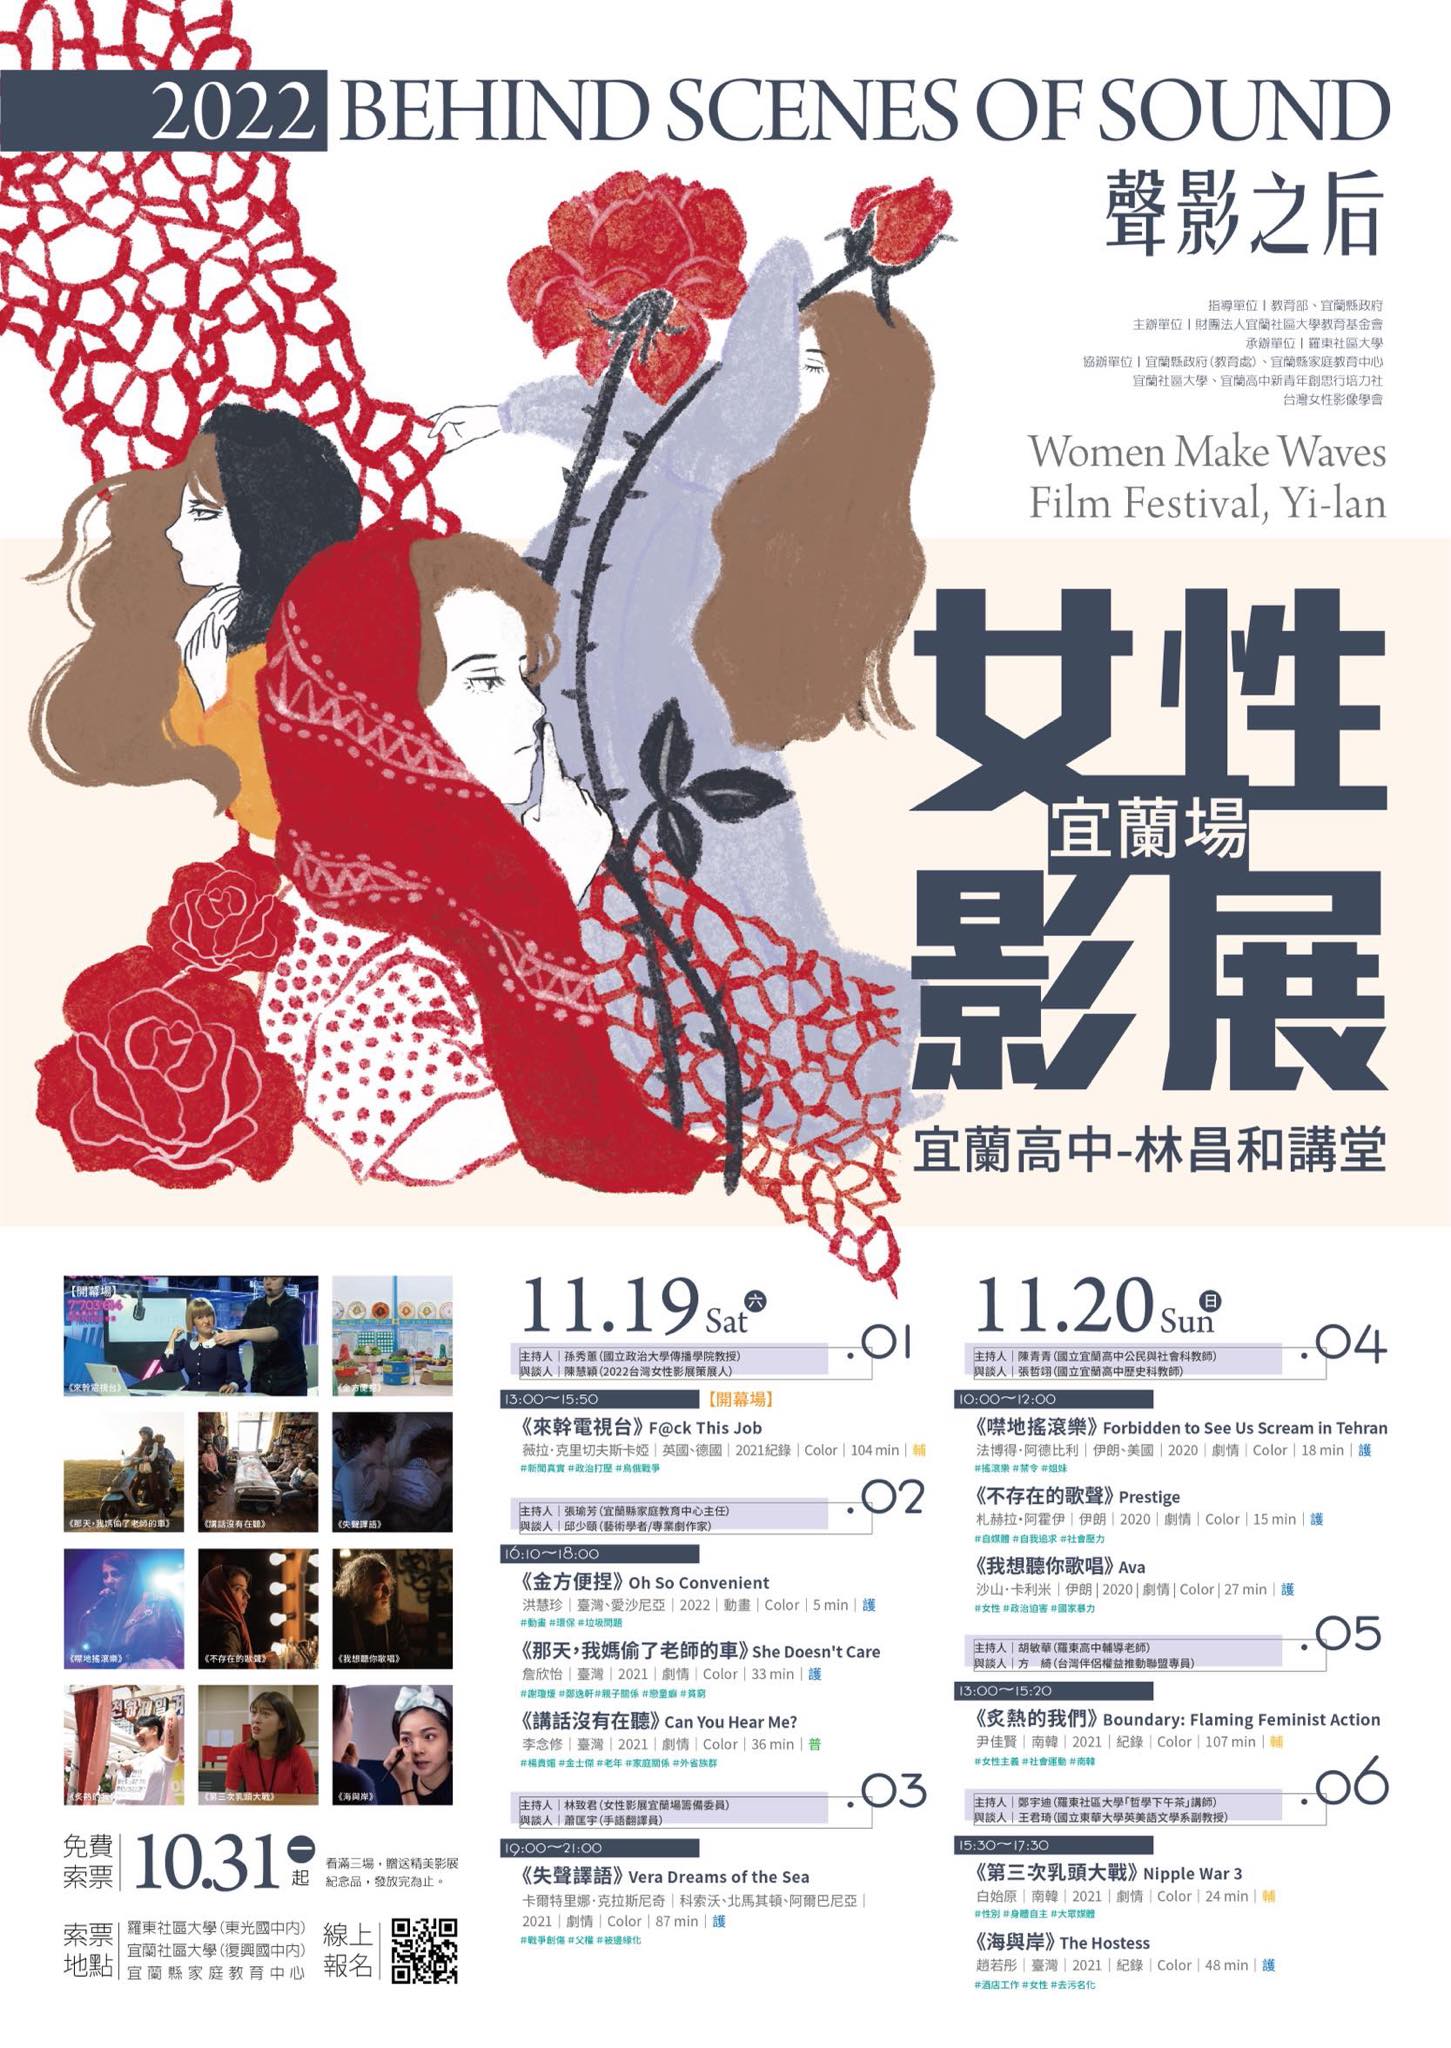 2022 BEHIND SCENES OF SOUND
聲影之后
指導單位|教育部、宜蘭縣政府
主辦單位|財團法人宜蘭社區大學教育基金會
承辦單位|羅東社區大學
協辦單位|宜蘭縣政府(教育處)、宜蘭縣家庭教育中心
宜蘭社區大學、宜蘭高中新青年創思行培力社
台灣女性影像學會
Women Make Waves
Film Festival, Yi-lan
女性
宜蘭場
影展
宜蘭高中-林昌和講堂
【開幕場】
《來幹電視台》
《金方便捏》
《那天,我媽偷了老師的車》
《講話沒有在聽》
《失聲譯語》
《噤地搖滾樂》
《不存在的歌聲》
《我想聽你歌唱》
《炙熱的我們》
《第三次乳頭大戰》
《海與岸》
免費
索票
10.31 一 起
看滿三場,贈送精美影展
紀念品,發放完為止。
索票
地點
羅東社區大學(東光國中內)
宜蘭社區大學(復興國中內)
宜蘭縣家庭教育中心
線上
報名
11.19 Sat 六
.01
主持人|孫秀蕙(國立政治大學傳播學院教授)
與談人|陳慧穎(2022台灣女性影展策展人)
13:00~15:50 【開幕場】
《來幹電視台》F@ck This Job
薇拉·克里切夫斯卡婭|英國、德國|2021紀錄|Color|104 min|輔
#新聞真實 #政治打壓 #烏俄戰爭
.02
主持人|張瑜芳(宜蘭縣家庭教育中心主任)
與談人|邱少頤(藝術學者/專業劇作家)
16:10~18:00
《金方便捏》Oh So Convenient
洪慧珍|臺灣、愛沙尼亞|2022|動畫|Color|5 min|護
#動畫 #環保 #垃圾問題
《那天,我媽偷了老師的車》She Doesn't Care
詹欣怡|臺灣|2021|劇情|Color|33 min|護
#謝瓊煖 #鄭逸軒#親子關係 #戀童癖 #貧窮
《講話沒有在聽》Can You Hear Me?
李念修|臺灣|2021|劇情|Color|36 min|普
#楊貴媚 #金士傑 #老年 #家庭關係 #外省族群
.03
主持人|林致君(女性影展宜蘭場籌備委員)
與談人|蕭匡宇(手語翻譯員)
19:00~21:00
《失聲譯語》Vera Dreams of the Sea
卡爾特里娜·克拉斯尼奇|科索沃、北馬其頓、阿爾巴尼亞|
2021|劇情|Color|87 min|護
#戰爭創傷 #父權 #被邊緣化
11.20 Sun 日
.04
主持人|陳青青(國立宜蘭高中公民與社會科教師)
與談人|張哲翊(國立宜蘭高中歷史科教師)
10:00~12:00
《噤地搖滾樂》Forbidden to See Us Scream in Tehran
法博得·阿德比利|伊朗、美國|2020|劇情|Color|18 min|護
#搖滾樂 #禁令 #姐妹
《不存在的歌聲》Prestige
札赫拉·阿霍伊|伊朗|2020|劇情|Color|15 min|護
#自媒體 #自我追求 #社會壓力
《我想聽你歌唱》Ava
沙山·卡利米|伊朗|2020|劇情|Color|27 min|護
#女性 #政治迫害 #國家暴力
.05
主持人|胡敏華(羅東高中輔導老師)
與談人|方 綺(台灣伴侶權益推動聯盟專員)
13:00~15:20
《炙熱的我們》Boundary: Flaming Feminist Action
尹佳賢|南韓|2021|紀錄|Color|107 min|輔
#女性主義 #社會運動 #南韓
.06
主持人|鄭宇迪(羅東社區大學「哲學下午茶」講師)
與談人|王君琦(國立東華大學英美語文學系副教授)
15:30~17:30
《第三次乳頭大戰》Nipple War 3
白始原|南韓|2021|劇情|Color|24 min|輔
#性別 #身體自主 #大眾媒體
《海與岸》The Hostess
趙若彤|臺灣|2021|紀錄|Color|48 min|護
#酒店工作 #女性 #去污名化